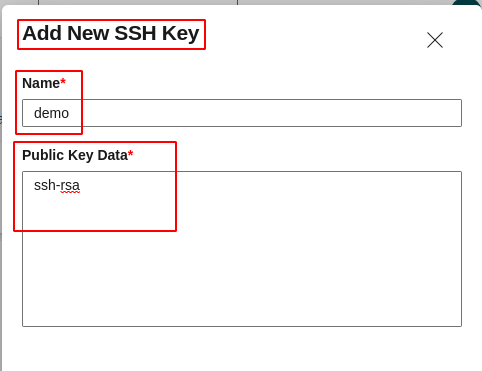 Add New SSH Key
Name*
demo
Public Key Data*
ssh-rsa